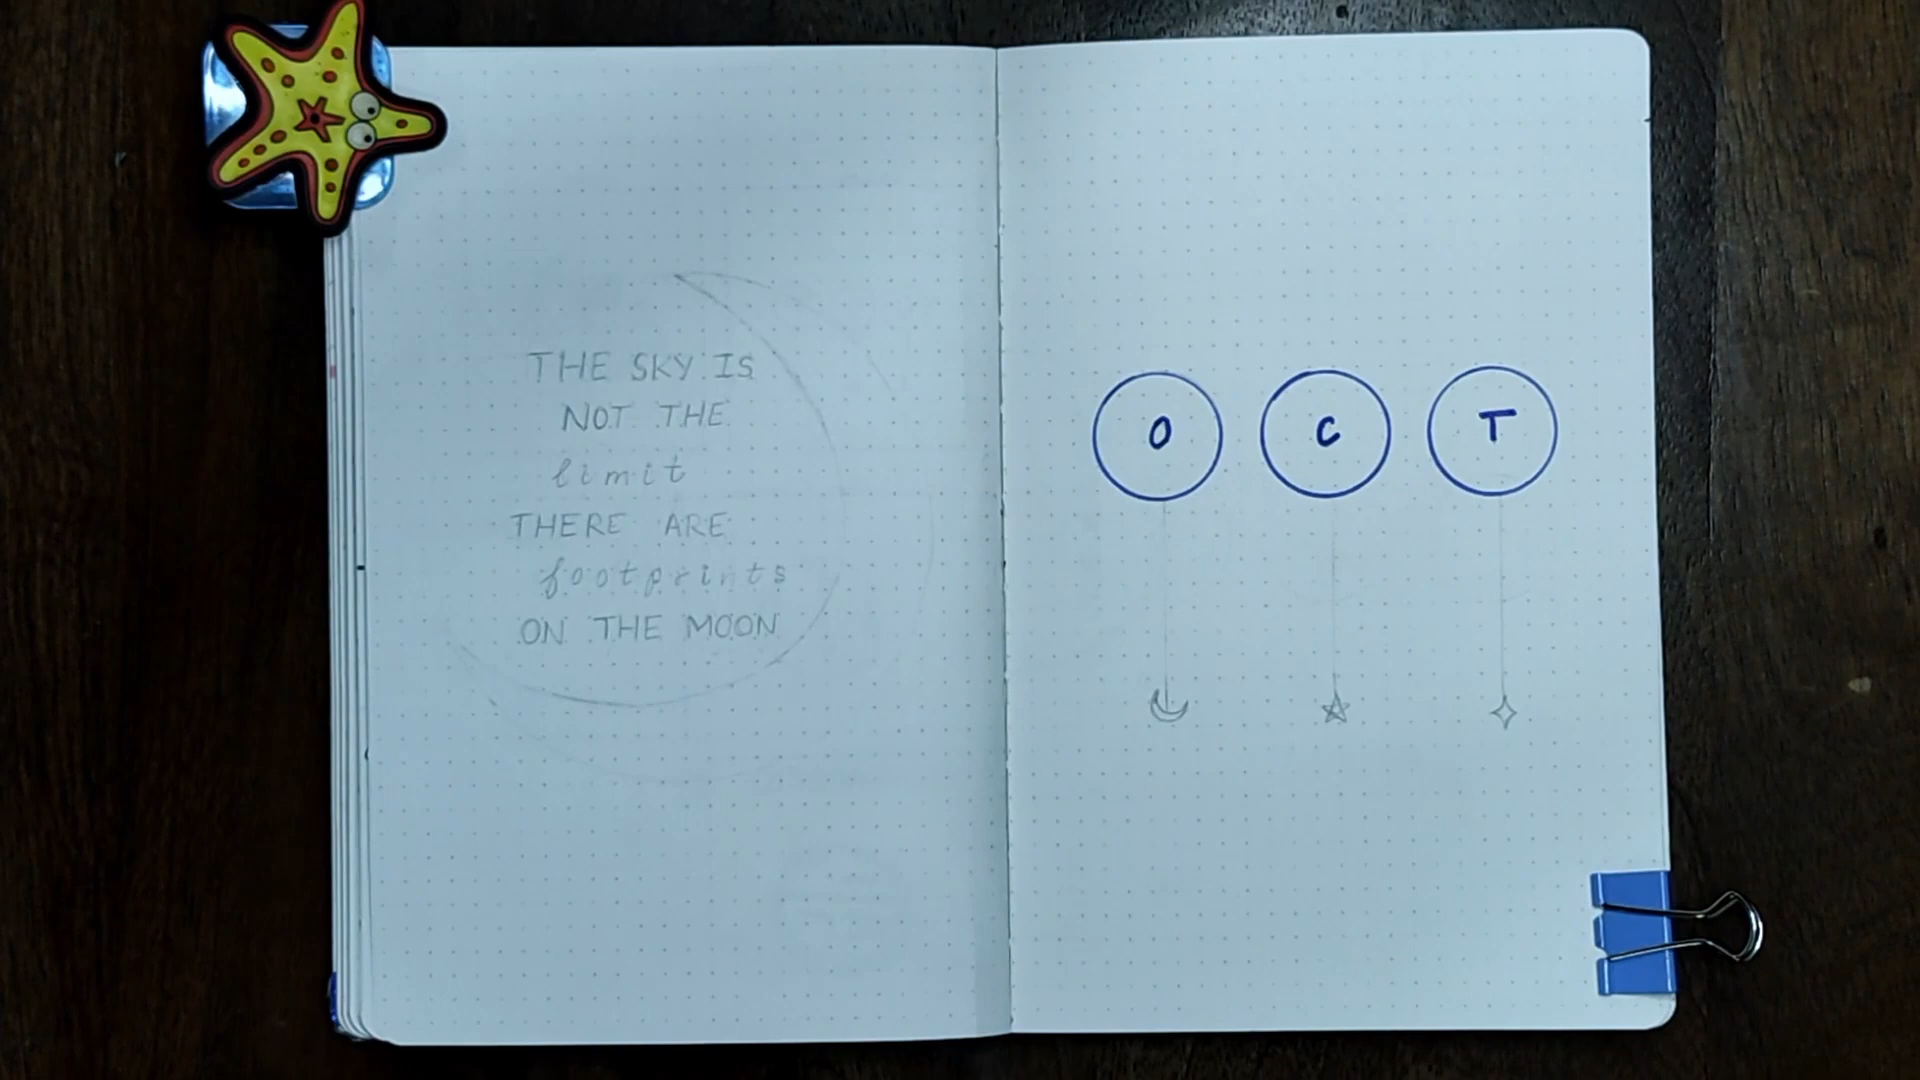 THE SKY IS
NOT THE
limit
THERE ARE
footprints
ON THE MOON
O C T